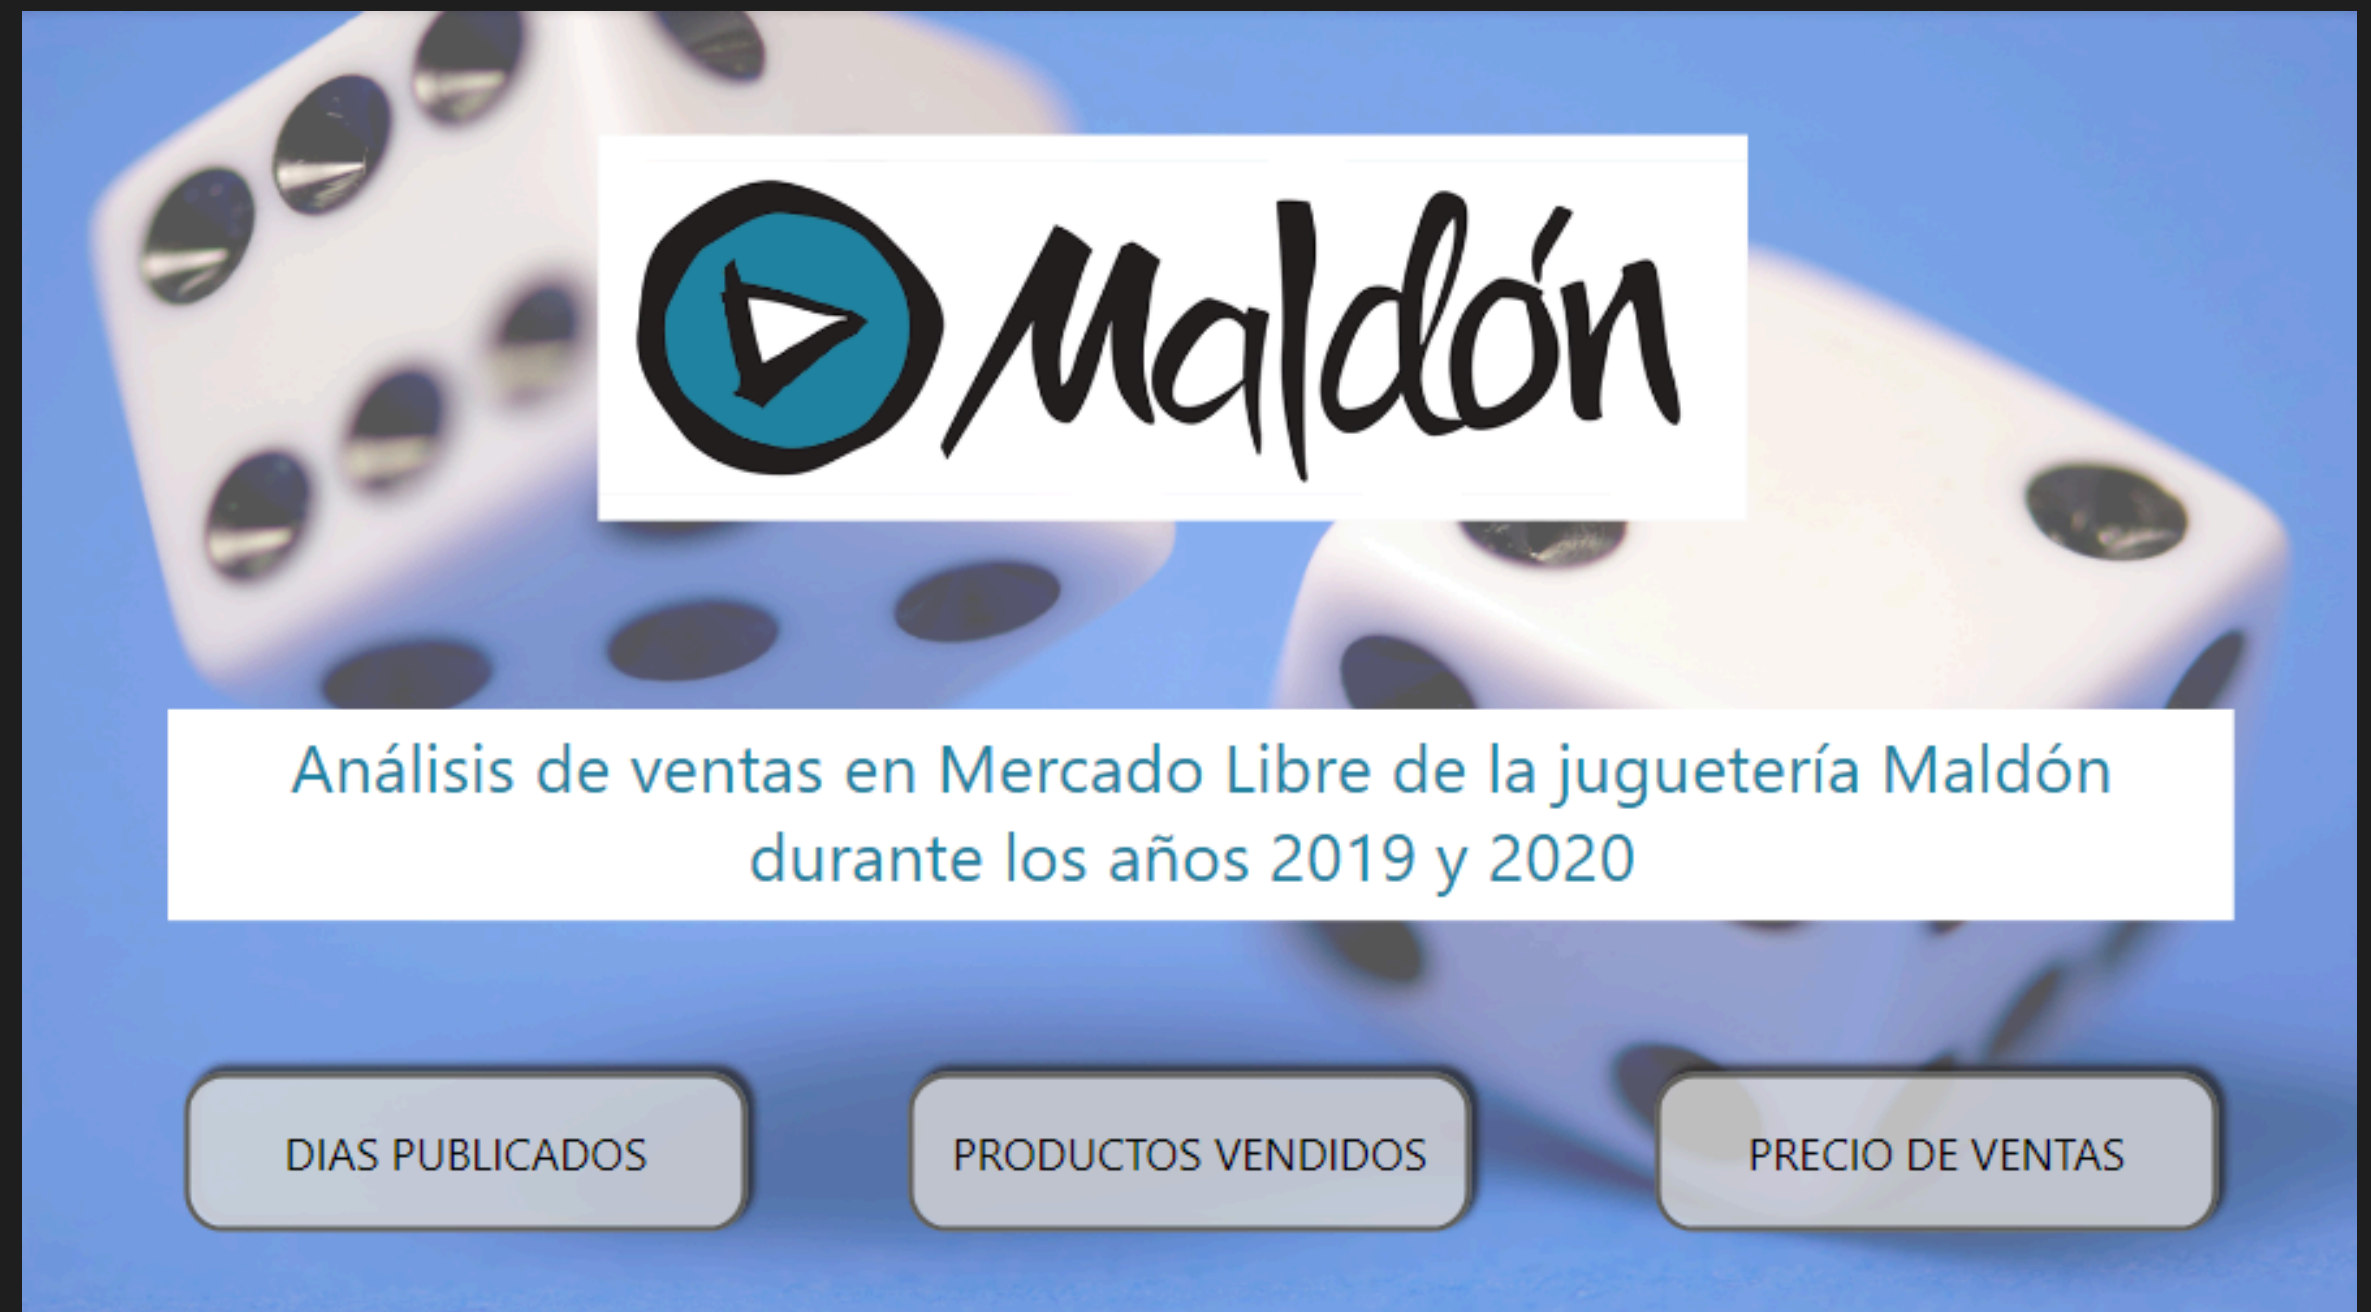 Maldón
Análisis de ventas en Mercado Libre de la juguetería Maldón
durante los años 2019 y 2020
DIAS PUBLICADOS
PRODUCTOS VENDIDOS
PRECIO DE VENTAS